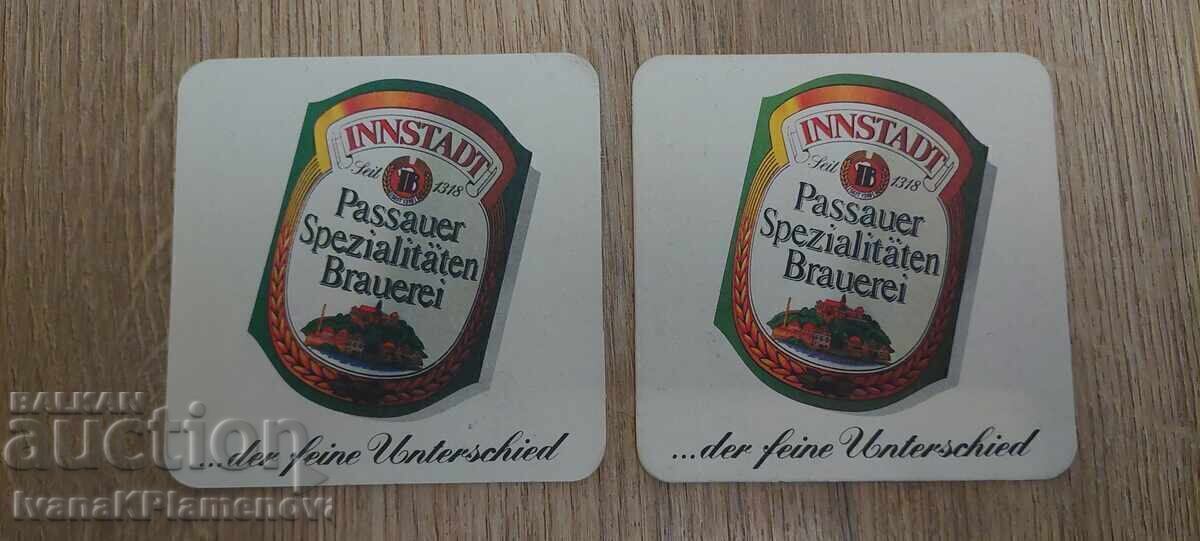 INNSTADT
Seit 1318
Passauer
Spezialitäten
Brauerei
...der feine Unterschied
INNSTADT
Seit 1318
Passauer
Spezialitäten
Brauerei
...der feine Unterschied
BALKAN
auction
IvanaKPlamenov